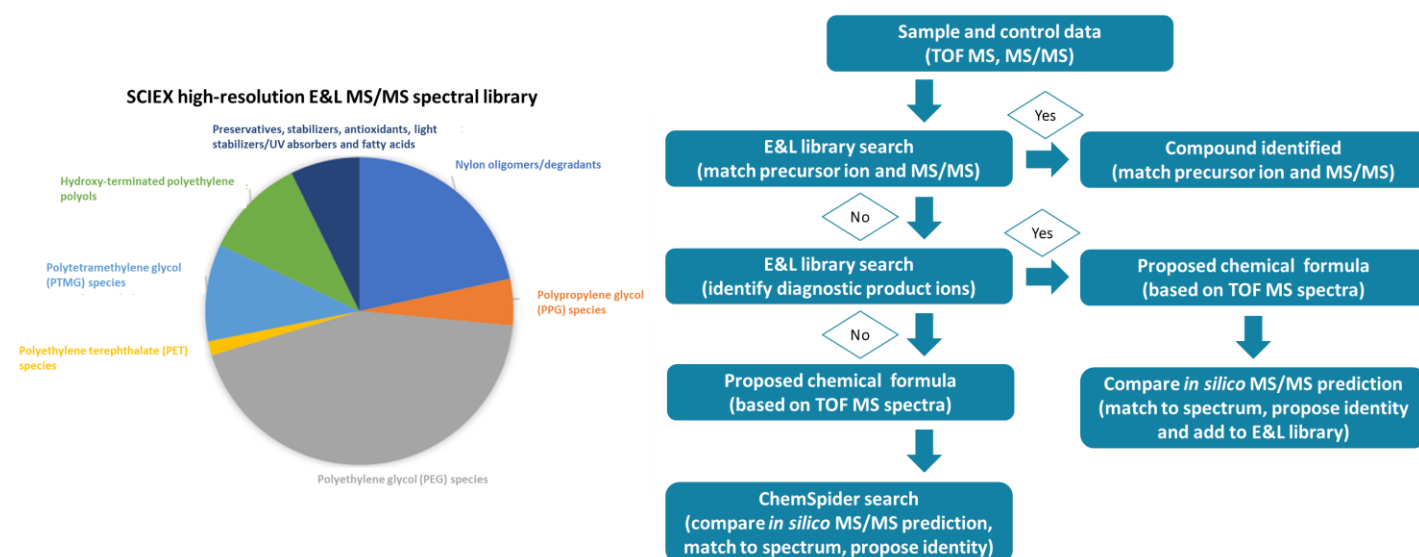 SCIEX high-resolution E&L MS/MS spectral library
Preservatives, stabilizers, antioxidants, light
stabilizers/UV absorbers and fatty acids
Nylon oligomers/degradants
Hydroxy-terminated polyethylene
polyols
Polytetramethylene glycol
(PTMG) species
Polypropylene glycol
(PPG) species
Polyethylene terephthalate (PET)
species
Polyethylene glycol (PEG) species
Sample and control data
(TOF MS, MS/MS)
Yes
E&L library search
(match precursor ion and MS/MS)
Compound identified
(match precursor ion and MS/MS)
No
Yes
E&L library search
(identify diagnostic product ions)
Proposed chemical formula
(based on TOF MS spectra)
No
Proposed chemical formula
(based on TOF MS spectra)
Compare in silico MS/MS prediction
(match to spectrum, propose identity
and add to E&L library)
ChemSpider search
(compare in silico MS/MS prediction,
match to spectrum, propose identity)